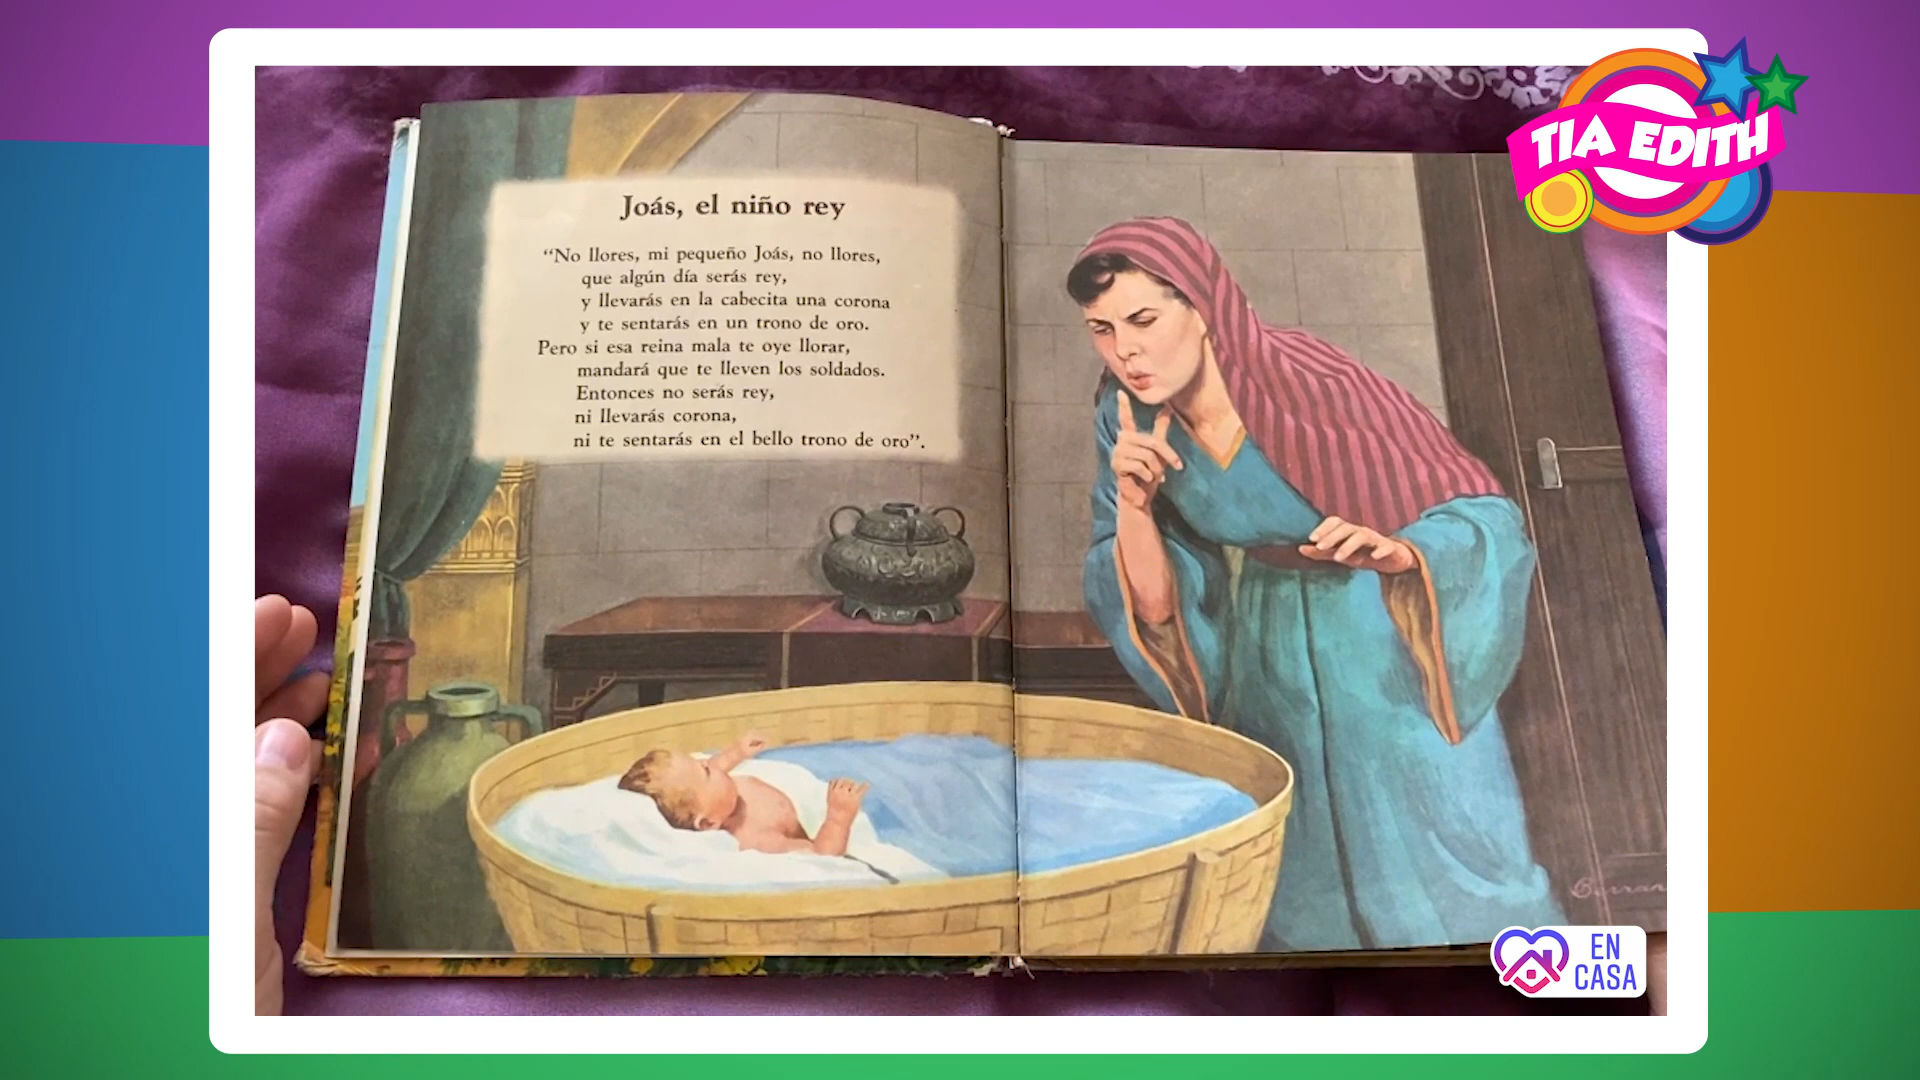 TIA EDITH
Joás, el niño rey
“No llores, mi pequeño Joás, no llores,
que algún día serás rey,
y llevarás en la cabecita una corona
y te sentarás en un trono de oro.
Pero si esa reina mala te oye llorar,
mandará que te lleven los soldados.
Entonces no serás rey,
ni llevarás corona,
ni te sentarás en el bello trono de oro”.
EN
CASA